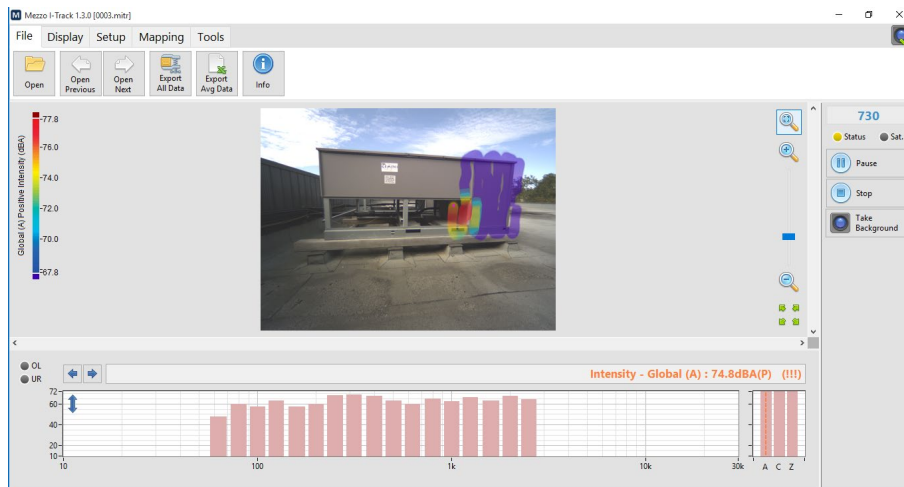 Mezzo I-Track 1.3.0 [0003.mitr]
File Display Setup Mapping Tools
Open
Open Previous
Open Next
Export All Data
Export Avg Data
Info
Global (A) Positive Intensity (dBA)
-77.8
-76.0
-74.0
-72.0
-70.0
-67.8
730
Status Sat.
Pause
Stop
Take Background
OL
UR
Intensity - Global (A) : 74.8dBA(P) (!!!)
72
60
40
20
10
10 100 1k 10k 30k A C Z